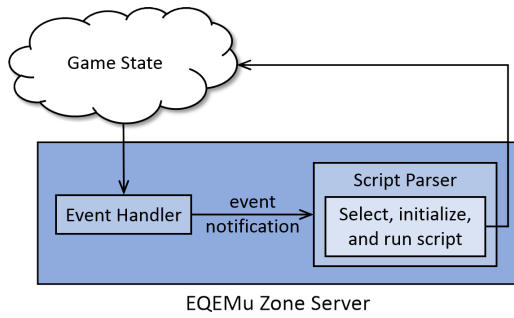 Game State
Event Handler
event
notification
Script Parser
Select, initialize,
and run script
EQEMu Zone Server